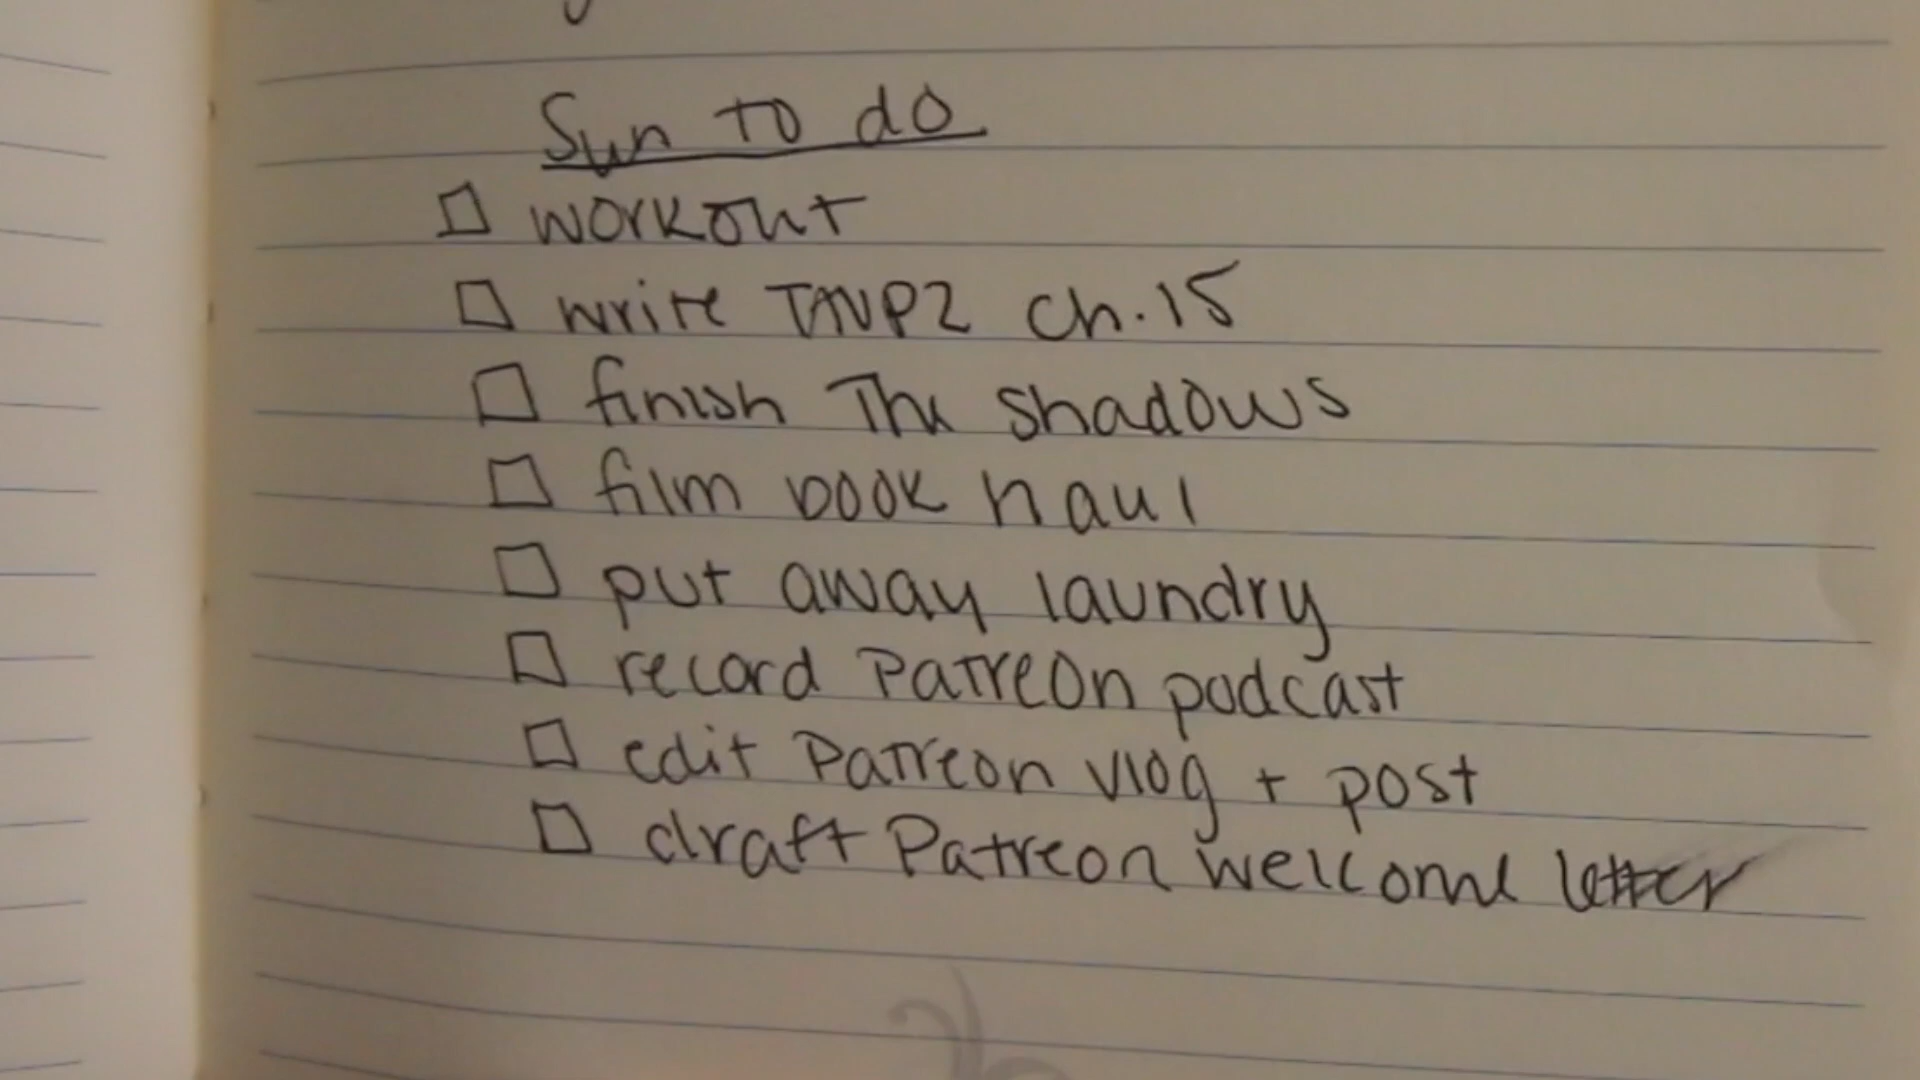 Sun to do
workout
write TNVP2 ch.15
finish The Shadows
film book haul
put away laundry
record Patreon podcast
edit Patreon vlog + post
draft Patreon welcome letter